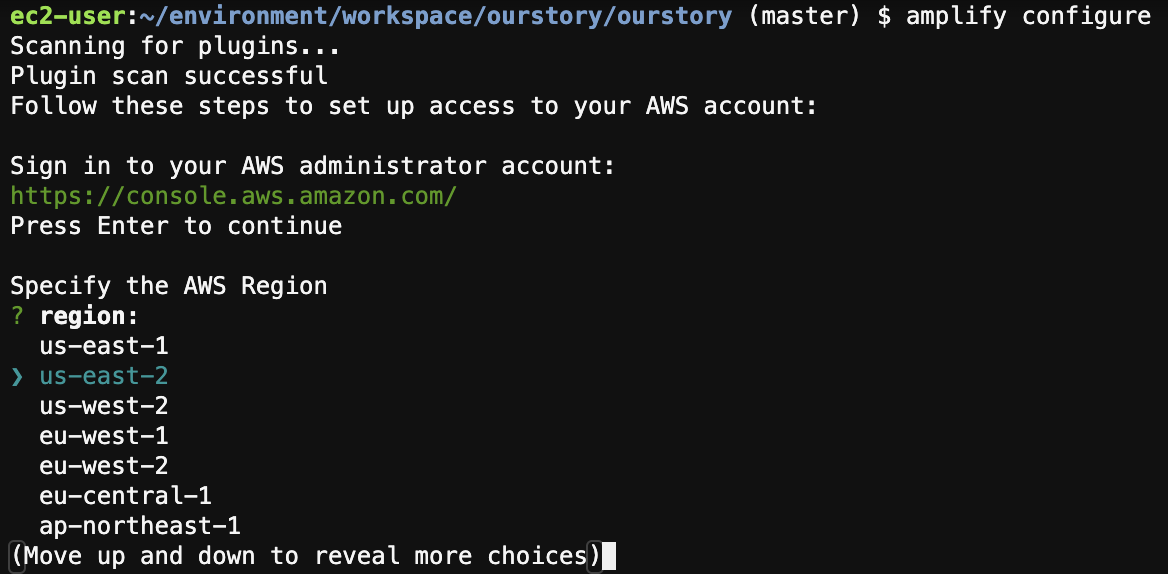 ec2-user:~/environment/workspace/ourstory/ourstory (master) $ amplify configure
Scanning for plugins...
Plugin scan successful
Follow these steps to set up access to your AWS account:
Sign in to your AWS administrator account:
https://console.aws.amazon.com/
Press Enter to continue
Specify the AWS Region
? region:
us-east-1
❯ us-east-2
us-west-2
eu-west-1
eu-west-2
eu-central-1
ap-northeast-1
(Move up and down to reveal more choices)